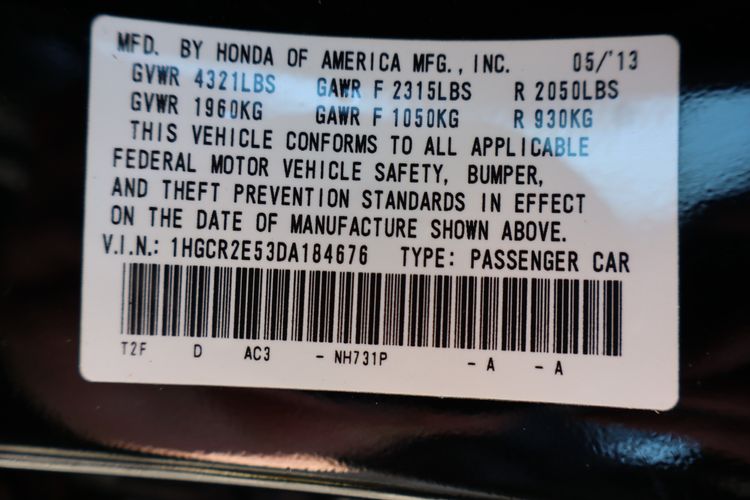 MFD. BY HONDA OF AMERICA MFG., INC. 05/'13
GVWR 4321LBS GAWR F 2315LBS R 2050LBS
GVWR 1960KG GAWR F 1050KG R 930KG
THIS VEHICLE CONFORMS TO ALL APPLICABLE
FEDERAL MOTOR VEHICLE SAFETY, BUMPER,
AND THEFT PREVENTION STANDARDS IN EFFECT
ON THE DATE OF MANUFACTURE SHOWN ABOVE.
V.I.N.: 1HGCR2E53DA184676 TYPE: PASSENGER CAR
T2F D AC3 - NH731P - A - A